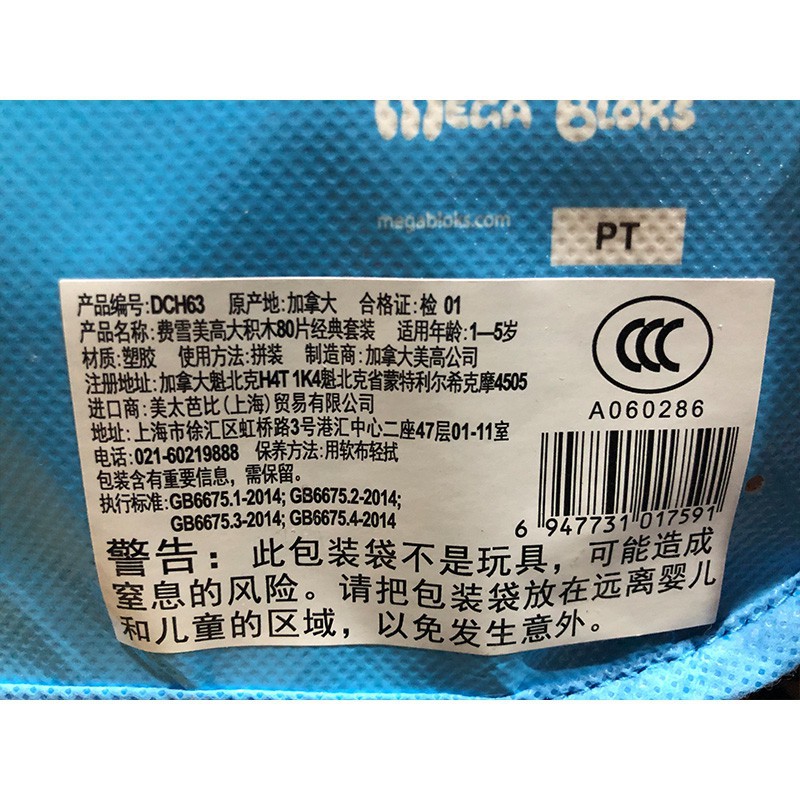 MEGA BLOKS
megabloks.com
PT
产品编号:DCH63 原产地:加拿大 合格证:检 01
产品名称:费雪美高大积木80片经典套装 适用年龄:1—5岁
材质:塑胶 使用方法:拼装 制造商:加拿大美高公司
注册地址:加拿大魁北克H4T 1K4魁北克省蒙特利尔希克摩4505
进口商:美太芭比(上海)贸易有限公司
地址:上海市徐汇区虹桥路3号港汇中心二座47层01-11室
电话:021-60219888 保养方法:用软布轻拭
包装含有重要信息,需保留。
执行标准:GB6675.1-2014; GB6675.2-2014;
GB6675.3-2014; GB6675.4-2014
CCC
A060286
6 947731 017591
警告:此包装袋不是玩具,可能造成
窒息的风险。请把包装袋放在远离婴儿
和儿童的区域,以免发生意外。